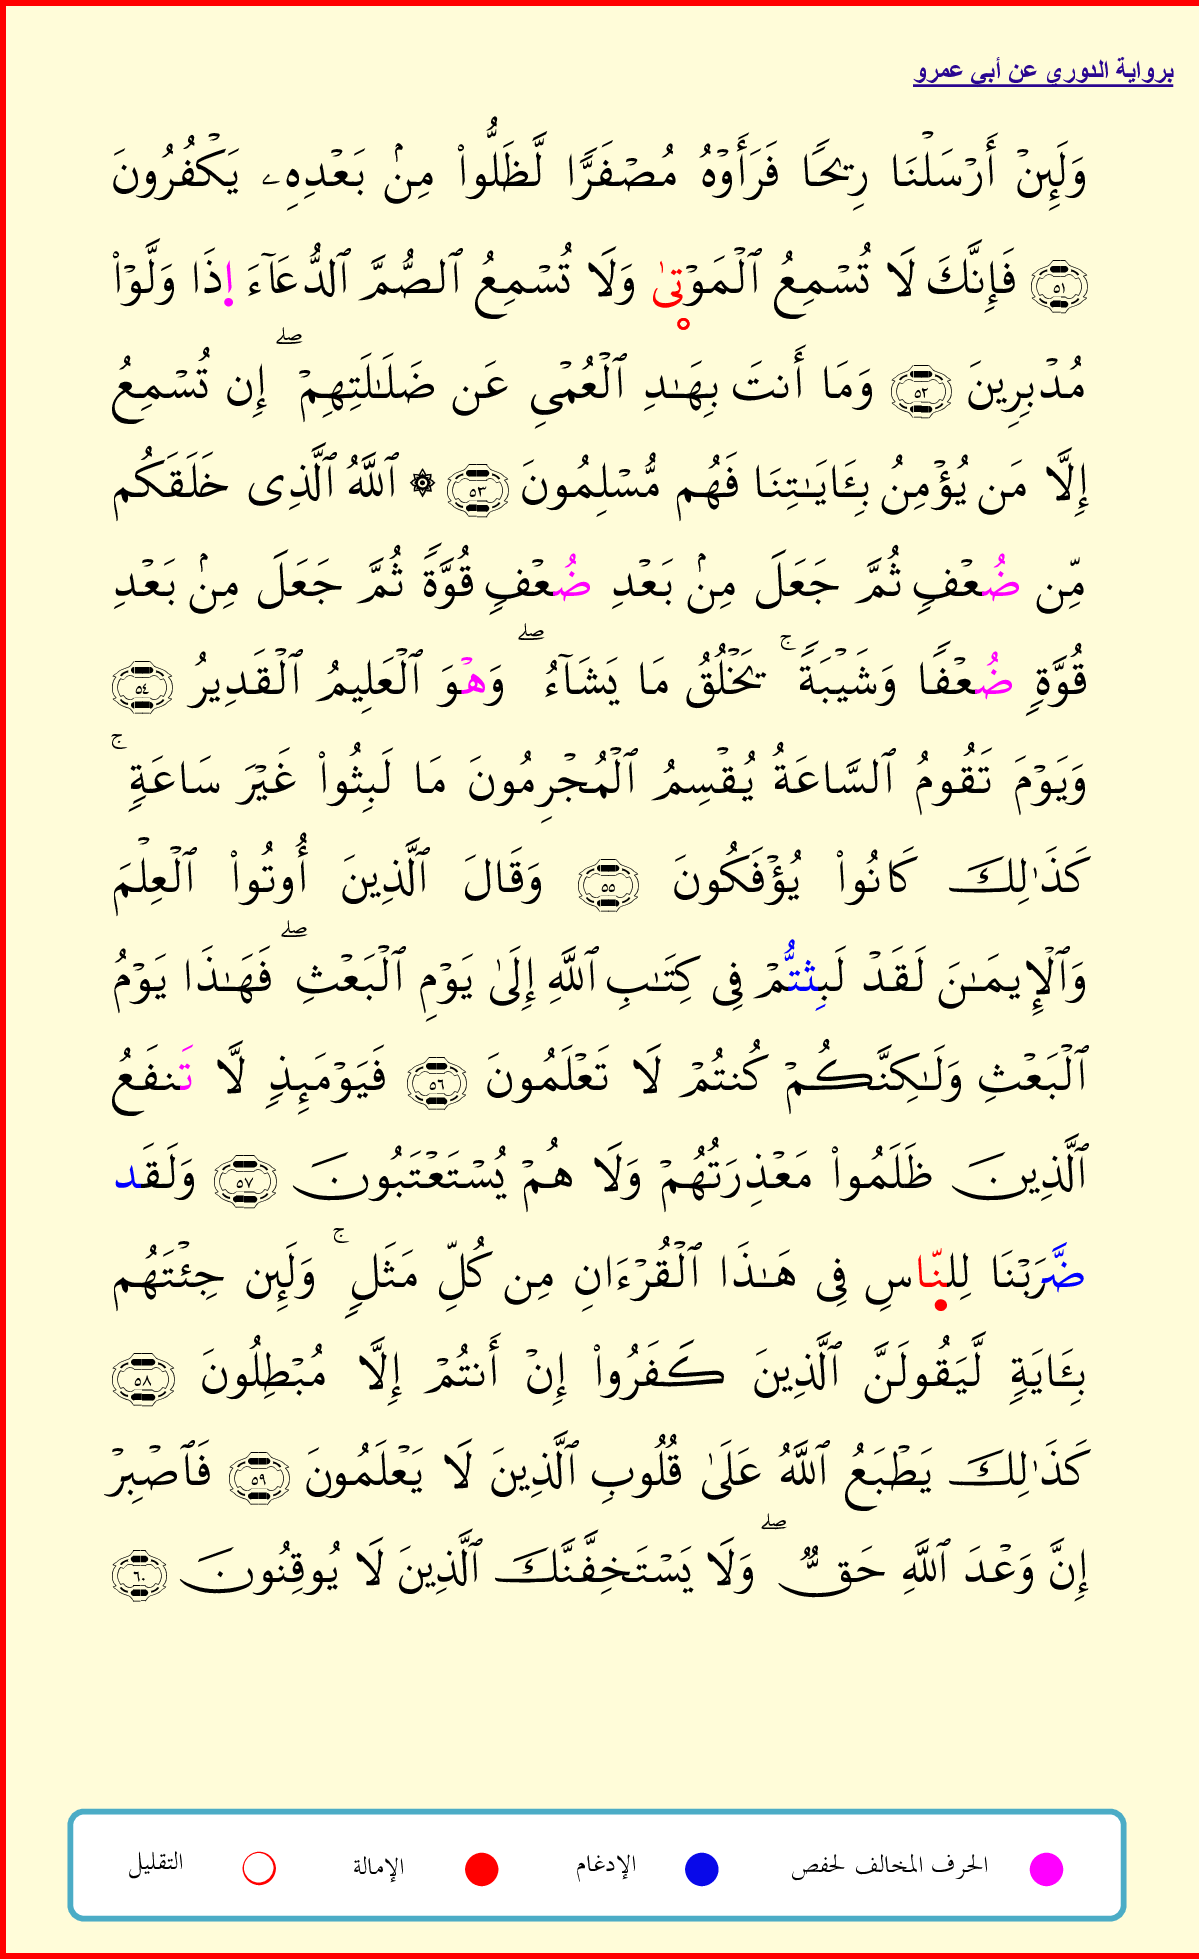 برواية الدوري عن أبي عمرو
وَلَئِنْ أَرْسَلْنَا رِيحًا فَرَأَوْهُ مُصْفَرًّا لَّظَلُّوا۟ مِنۢ بَعْدِهِۦ يَكْفُرُونَ
٥١ فَإِنَّكَ لَا تُسْمِعُ ٱلْمَوْتىٰ وَلَا تُسْمِعُ ٱلصُّمَّ ٱلدُّعَآءَ ا۪ذَا وَلَّوْا۟
مُدْبِرِينَ ٥٢ وَمَا أَنتَ بِهَـٰدِ ٱلْعُمْىِ عَن ضَلَـٰلَتِهِمْ ۖ إِن تُسْمِعُ
إِلَّا مَن يُؤْمِنُ بِـَٔايَـٰتِنَا فَهُم مُّسْلِمُونَ ٥٣ ۞ ٱللَّهُ ٱلَّذِى خَلَقَكُم
مِّن ضُعْفٍ ثُمَّ جَعَلَ مِنۢ بَعْدِ ضُعْفٍ قُوَّةً ثُمَّ جَعَلَ مِنۢ بَعْدِ
قُوَّةٍ ضُعْفًا وَشَيْبَةً ۚ يَخْلُقُ مَا يَشَآءُ ۖ وَهْوَ ٱلْعَلِيمُ ٱلْقَدِيرُ ٥٤
وَيَوْمَ تَقُومُ ٱلسَّاعَةُ يُقْسِمُ ٱلْمُجْرِمُونَ مَا لَبِثُوا۟ غَيْرَ سَاعَةٍ ۚ
كَذَٰلِكَ كَانُوا۟ يُؤْفَكُونَ ٥٥ وَقَالَ ٱلَّذِينَ أُوتُوا۟ ٱلْعِلْمَ
وَٱلْإِيمَـٰنَ لَقَدْ لَبِثتُّمْ فِى كِتَـٰبِ ٱللَّهِ إِلَىٰ يَوْمِ ٱلْبَعْثِ ۖ فَهَـٰذَا يَوْمُ
ٱلْبَعْثِ وَلَـٰكِنَّكُمْ كُنتُمْ لَا تَعْلَمُونَ ٥٦ فَيَوْمَئِذٍ لَّا تَنفَعُ
ٱلَّذِينَ ظَلَمُوا۟ مَعْذِرَتُهُمْ وَلَا هُمْ يُسْتَعْتَبُونَ ٥٧ وَلَقَد
ضَّرَبْنَا لِلنّاسِ فِى هَـٰذَا ٱلْقُرْءَانِ مِن كُلِّ مَثَلٍ ۚ وَلَئِن جِئْتَهُم
بِـَٔايَةٍ لَّيَقُولَنَّ ٱلَّذِينَ كَفَرُوا۟ إِنْ أَنتُمْ إِلَّا مُبْطِلُونَ ٥٨
كَذَٰلِكَ يَطْبَعُ ٱللَّهُ عَلَىٰ قُلُوبِ ٱلَّذِينَ لَا يَعْلَمُونَ ٥٩ فَٱصْبِرْ
إِنَّ وَعْدَ ٱللَّهِ حَقٌّ ۖ وَلَا يَسْتَخِفَّنَّكَ ٱلَّذِينَ لَا يُوقِنُونَ ٦٠
الحرف المخالف لحفص الإدغام الإمالة التقليل